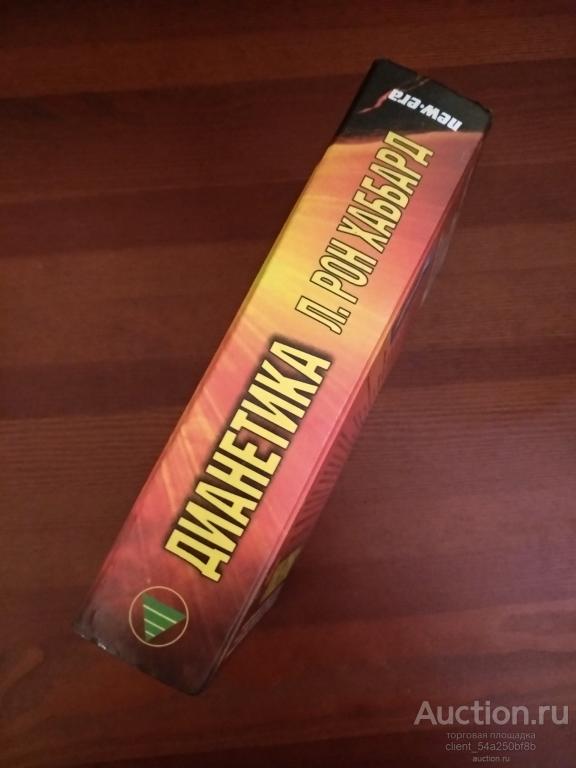 ДИАНЕТИКА
Л. РОН ХАББАРД
new·era
Auction.ru
торговая площадка
client_54a250bf8b
auction.ru